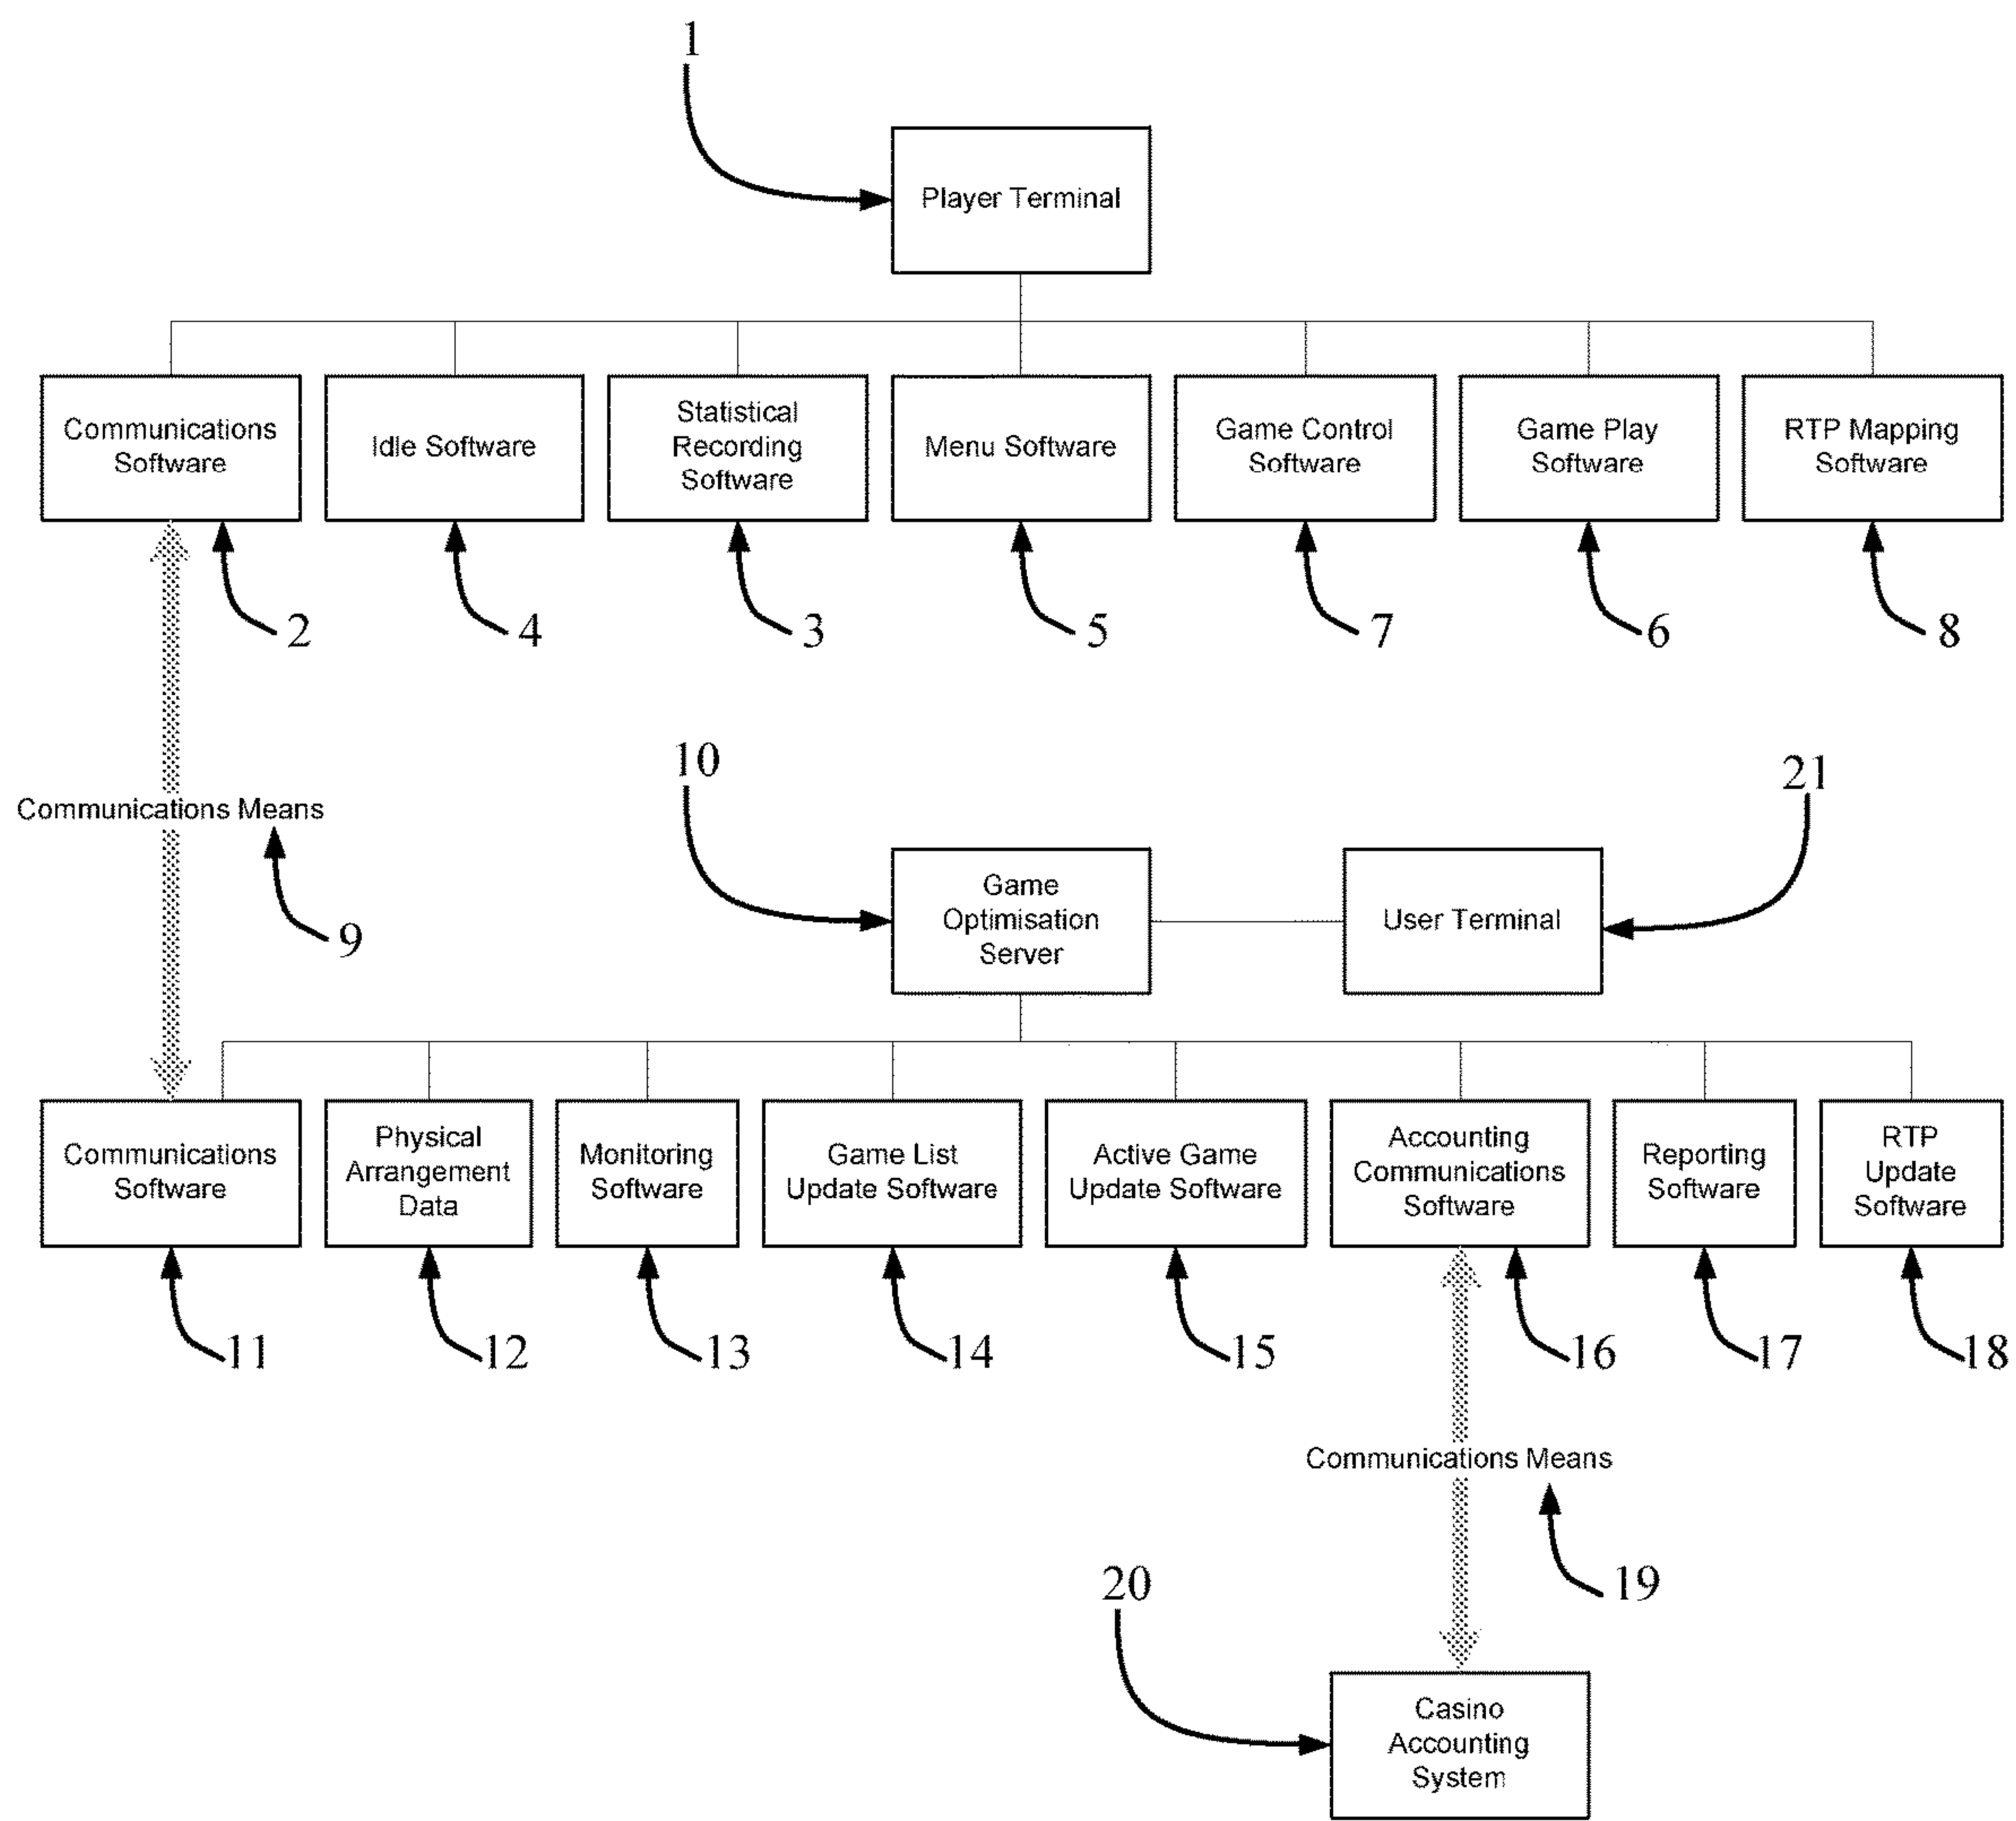 1
Player Terminal
Communications
Software
Idle Software
Statistical
Recording
Software
Menu Software
Game Control
Software
Game Play
Software
RTP Mapping
Software
2
4
3
5
7
6
8
Communications Means
9
10
21
Game
Optimisation
Server
User Terminal
Communications
Software
Physical
Arrangement
Data
Monitoring
Software
Game List
Update Software
Active Game
Update Software
Accounting
Communications
Software
Reporting
Software
RTP
Update
Software
11
12
13
14
15
16
17
18
Communications Means
19
20
Casino
Accounting
System